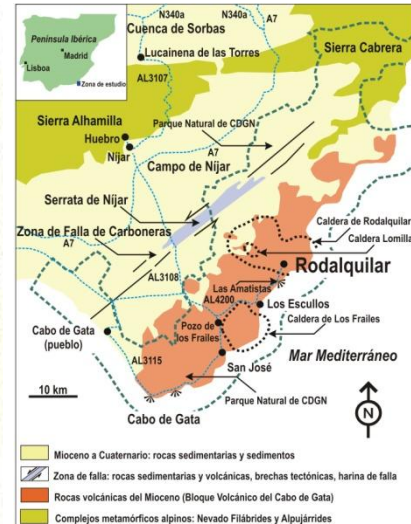 Península Ibérica
Madrid
Lisboa
Zona de estudio
N340a
N340a
A7
Cuenca de Sorbas
Lucainena de las Torres
Sierra Cabrera
AL3107
Sierra Alhamilla
Huebro
Níjar
Parque Natural de CDGN
A7
Campo de Níjar
Serrata de Níjar
Zona de Falla de Carboneras
A7
Caldera de Rodalquilar
Caldera Lomilla
Rodalquilar
AL3108
Las Amatistas
AL4200
Los Escullos
Cabo de Gata
(pueblo)
Pozo de
los Frailes
Caldera de Los Frailes
AL3115
Mar Mediterráneo
San José
10 km
Parque Natural de CDGN
Cabo de Gata
N
Mioceno a Cuaternario: rocas sedimentarias y sedimentos
Zona de falla: rocas sedimentarias y volcánicas, brechas tectónicas, harina de falla
Rocas volcánicas del Mioceno (Bloque Volcánico del Cabo de Gata)
Complejos metamórficos alpinos: Nevado Filábrides y Alpujárrides